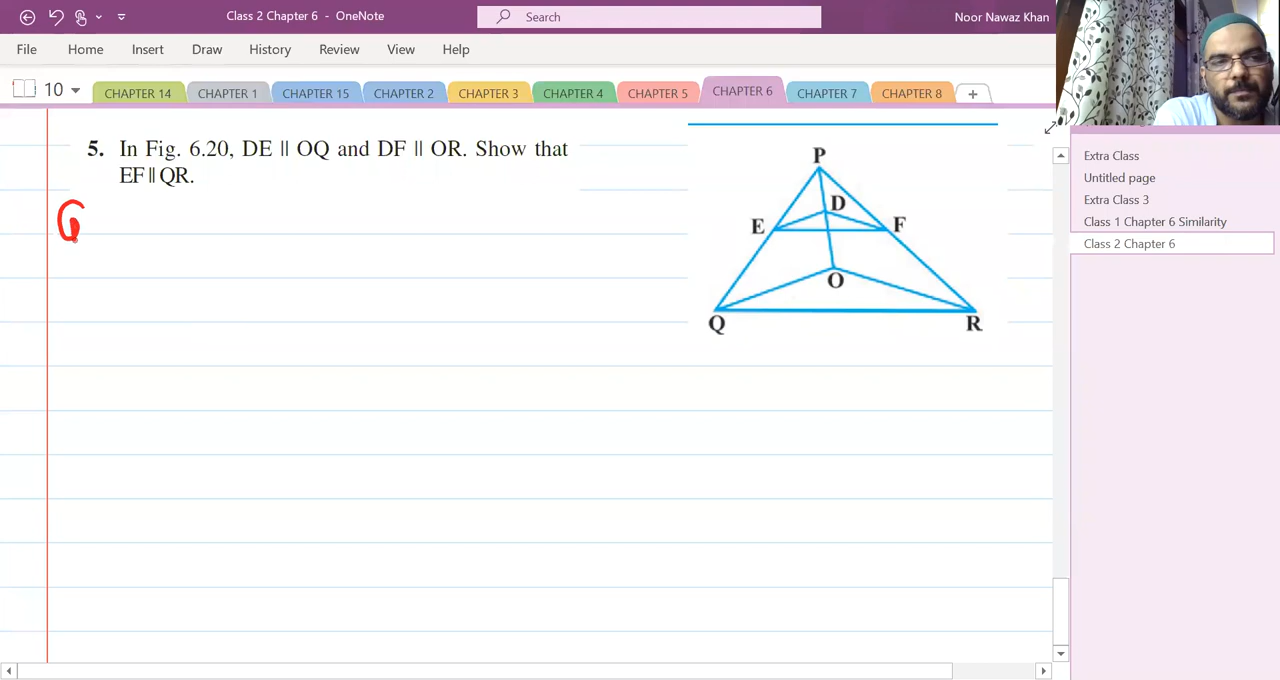 Class 2 Chapter 6 - OneNote
Search
Noor Nawaz Khan
File Home Insert Draw History Review View Help
10 CHAPTER 14 CHAPTER 1 CHAPTER 15 CHAPTER 2 CHAPTER 3 CHAPTER 4 CHAPTER 5 CHAPTER 6 CHAPTER 7 CHAPTER 8 +
5. In Fig. 6.20, DE || OQ and DF || OR. Show that
EF || QR.
P
D
E
F
O
Q
R
Extra Class
Untitled page
Extra Class 3
Class 1 Chapter 6 Similarity
Class 2 Chapter 6